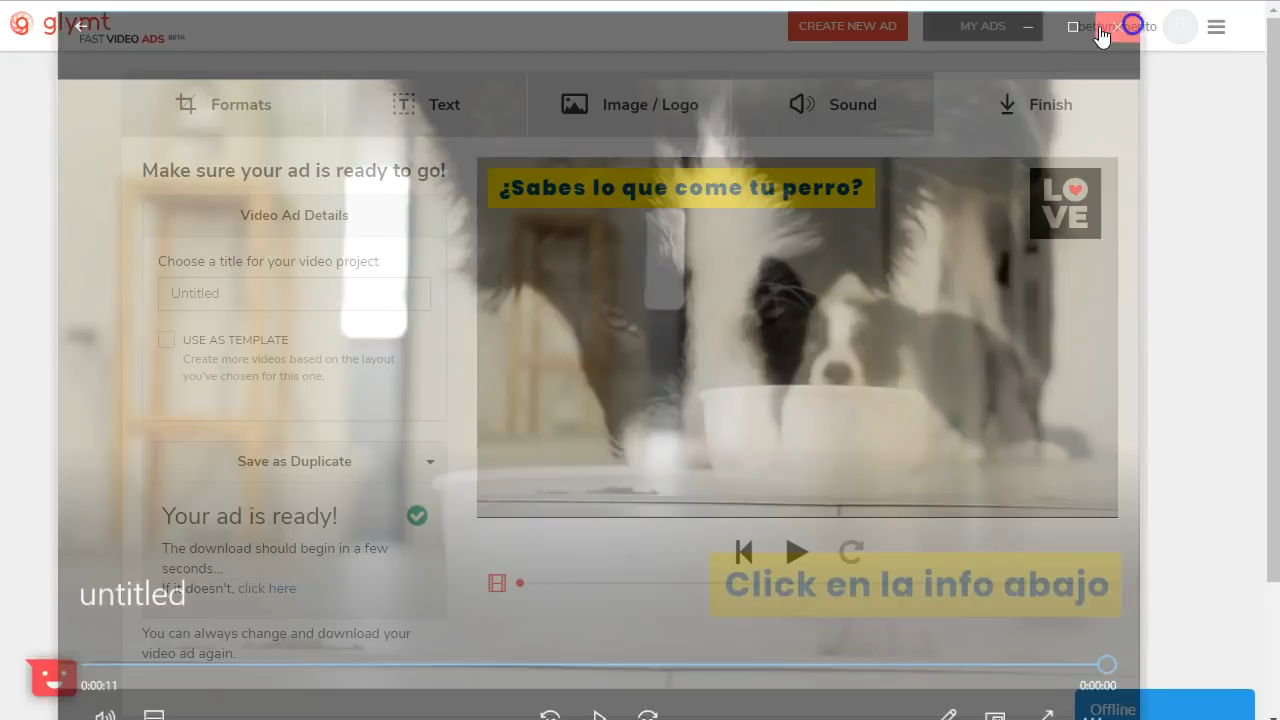 glymt
FAST VIDEO ADS BETA
CREATE NEW AD
MY ADS
Formats
Text
Image / Logo
Sound
Finish
Make sure your ad is ready to go!
Video Ad Details
Choose a title for your video project
Untitled
USE AS TEMPLATE
Create more videos based on the layout
you've chosen for this one.
Save as Duplicate
Your ad is ready!
The download should begin in a few
seconds...
If it doesn't, click here
You can always change and download your
video ad again.
¿Sabes lo que come tu perro?
LO
VE
Click en la info abajo
untitled
0:00:11
0:00:00
Offline